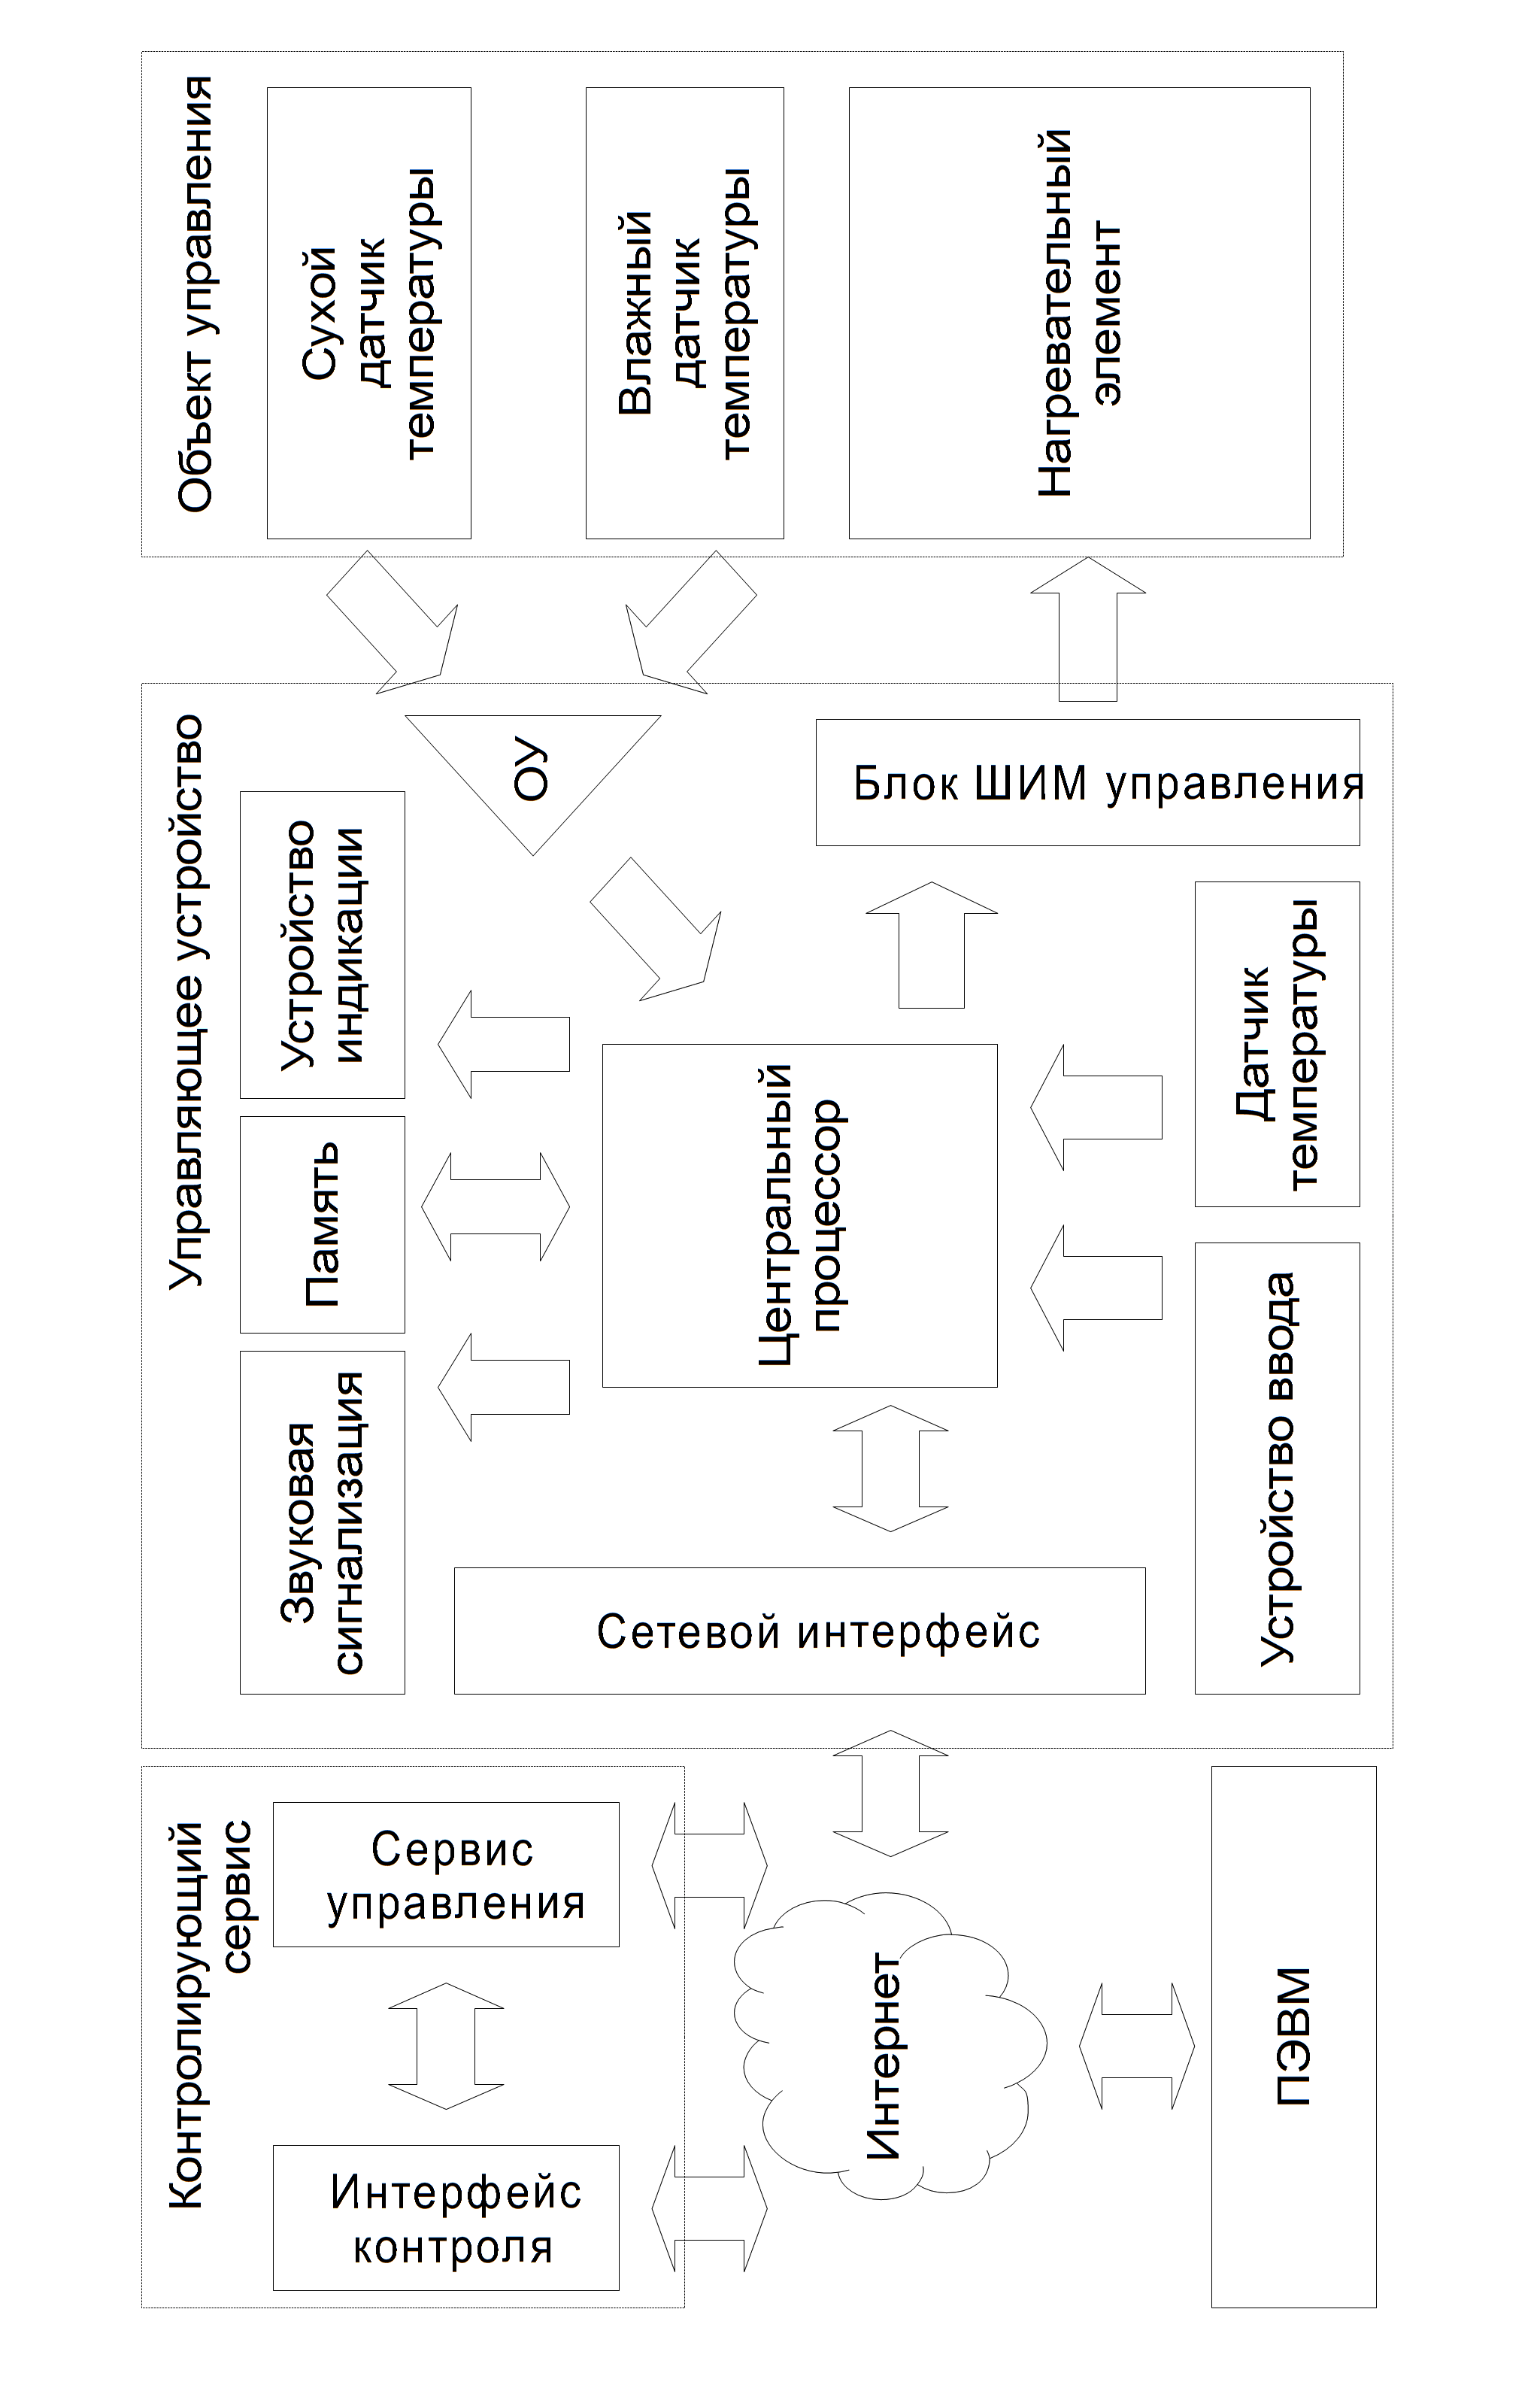 Объект управления
Сухой
датчик
температуры
Влажный
датчик
температуры
Нагревательный
элемент
Управляющее устройство
ОУ
Блок ШИМ управления
Устройство
индикации
Память
Звуковая
сигнализация
Центральный
процессор
Датчик
температуры
Устройство ввода
Сетевой интерфейс
Контролирующий
сервис
Сервис
управления
Интерфейс
контроля
Интернет
ПЭВМ